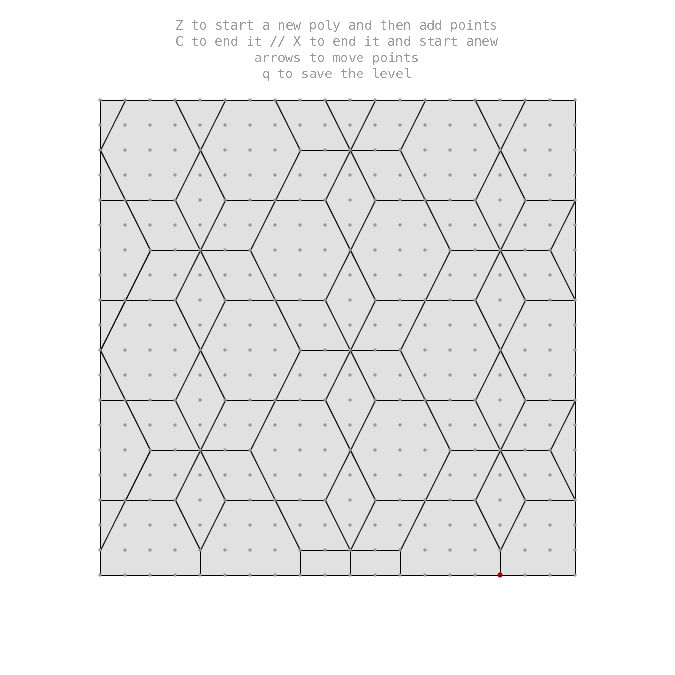 Z to start a new poly and then add points
C to end it // X to end it and start anew
arrows to move points
q to save the level